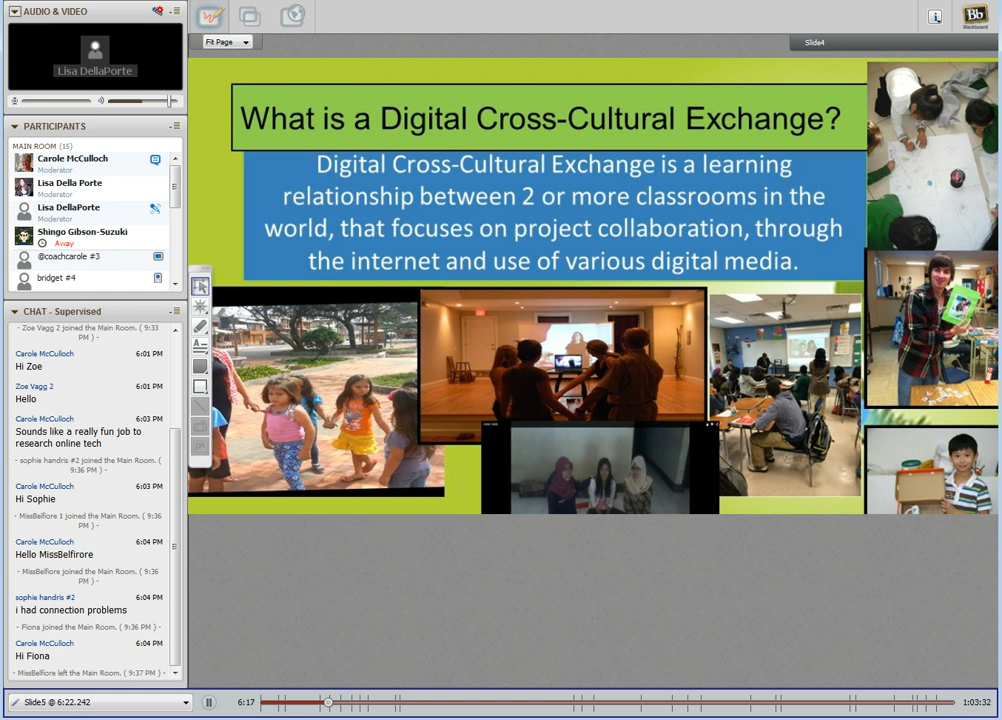 AUDIO & VIDEO
Lisa DellaPorte
PARTICIPANTS
MAIN ROOM (15)
Carole McCulloch
Moderator
Lisa Della Porte
Moderator
Lisa DellaPorte
Moderator
Shingo Gibson-Suzuki
Away
@coachcarole #3
bridget #4
CHAT - Supervised
- Zoe Vagg 2 joined the Main Room. ( 9:33
PM ) -
Carole McCulloch 6:01 PM
Hi Zoe
Zoe Vagg 2 6:01 PM
Hello
Carole McCulloch 6:03 PM
Sounds like a really fun job to
research online tech
- sophie handris #2 joined the Main Room. (
9:36 PM ) -
Carole McCulloch 6:03 PM
Hi Sophie
- MissBelfiore 1 joined the Main Room. ( 9:36
PM ) -
Carole McCulloch 6:04 PM
Hello MissBelfirore
- MissBelfiore joined the Main Room. ( 9:36
PM ) -
sophie handris #2 6:04 PM
i had connection problems
- Fiona joined the Main Room. ( 9:36 PM ) -
Carole McCulloch 6:04 PM
Hi Fiona
- MissBelfiore left the Main Room. ( 9:37 PM ) -
Fit Page
Slide4
Bb
Blackboard
What is a Digital Cross-Cultural Exchange?
Digital Cross-Cultural Exchange is a learning
relationship between 2 or more classrooms in the
world, that focuses on project collaboration, through
the internet and use of various digital media.
Slide5 @ 6:22.242
6:17
1:03:32